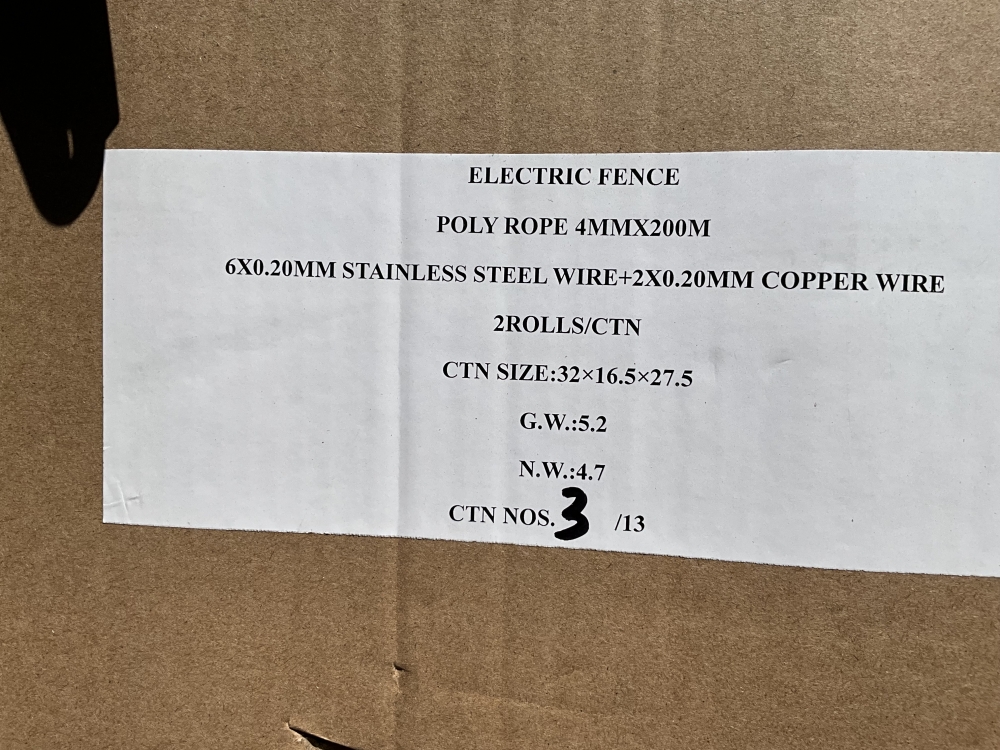 ELECTRIC FENCE
POLY ROPE 4MMX200M
6X0.20MM STAINLESS STEEL WIRE+2X0.20MM COPPER WIRE
2ROLLS/CTN
CTN SIZE:32×16.5×27.5
G.W.:5.2
N.W.:4.7
CTN NOS. 3 /13